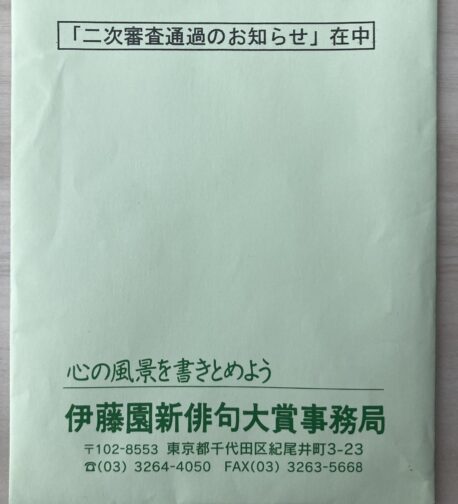 「二次審査通過のお知らせ」在中
心の風景を書きとめよう
伊藤園新俳句大賞事務局
〒102-8553 東京都千代田区紀尾井町3-23
☎(03) 3264-4050 FAX(03) 3263-5668